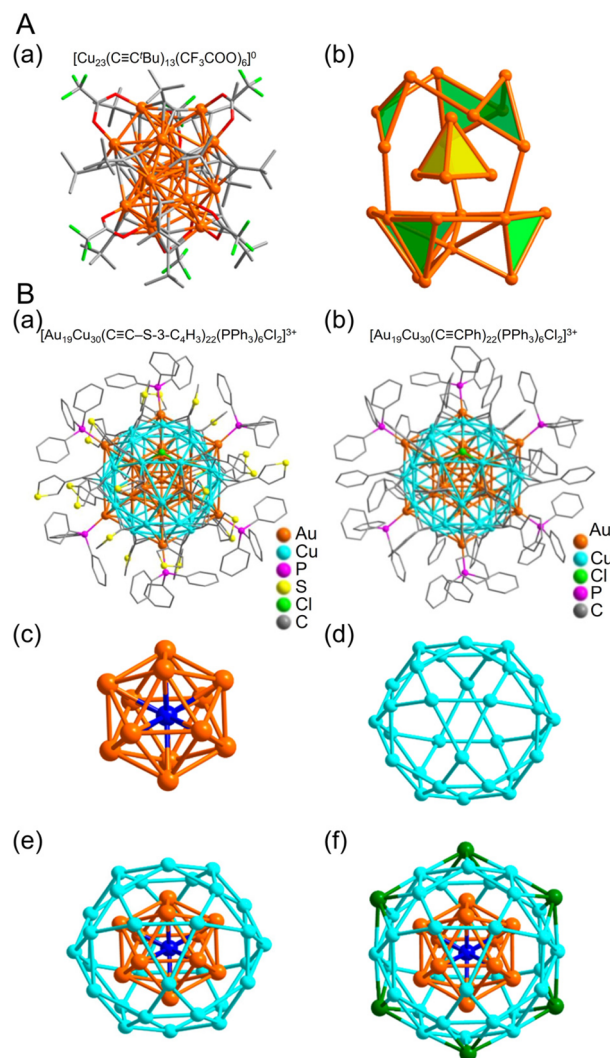 A
(a)
[Cu₂₃(C≡CᵗBu)₁₃(CF₃COO)₆]⁰
(b)
B
(a)
[Au₁₉Cu₃₀(C≡C–S-3-C₄H₃)₂₂(PPh₃)₆Cl₂]³⁺
Au
Cu
P
S
Cl
C
(b)
[Au₁₉Cu₃₀(C≡CPh)₂₂(PPh₃)₆Cl₂]³⁺
Au
Cu
Cl
P
C
(c)
(d)
(e)
(f)